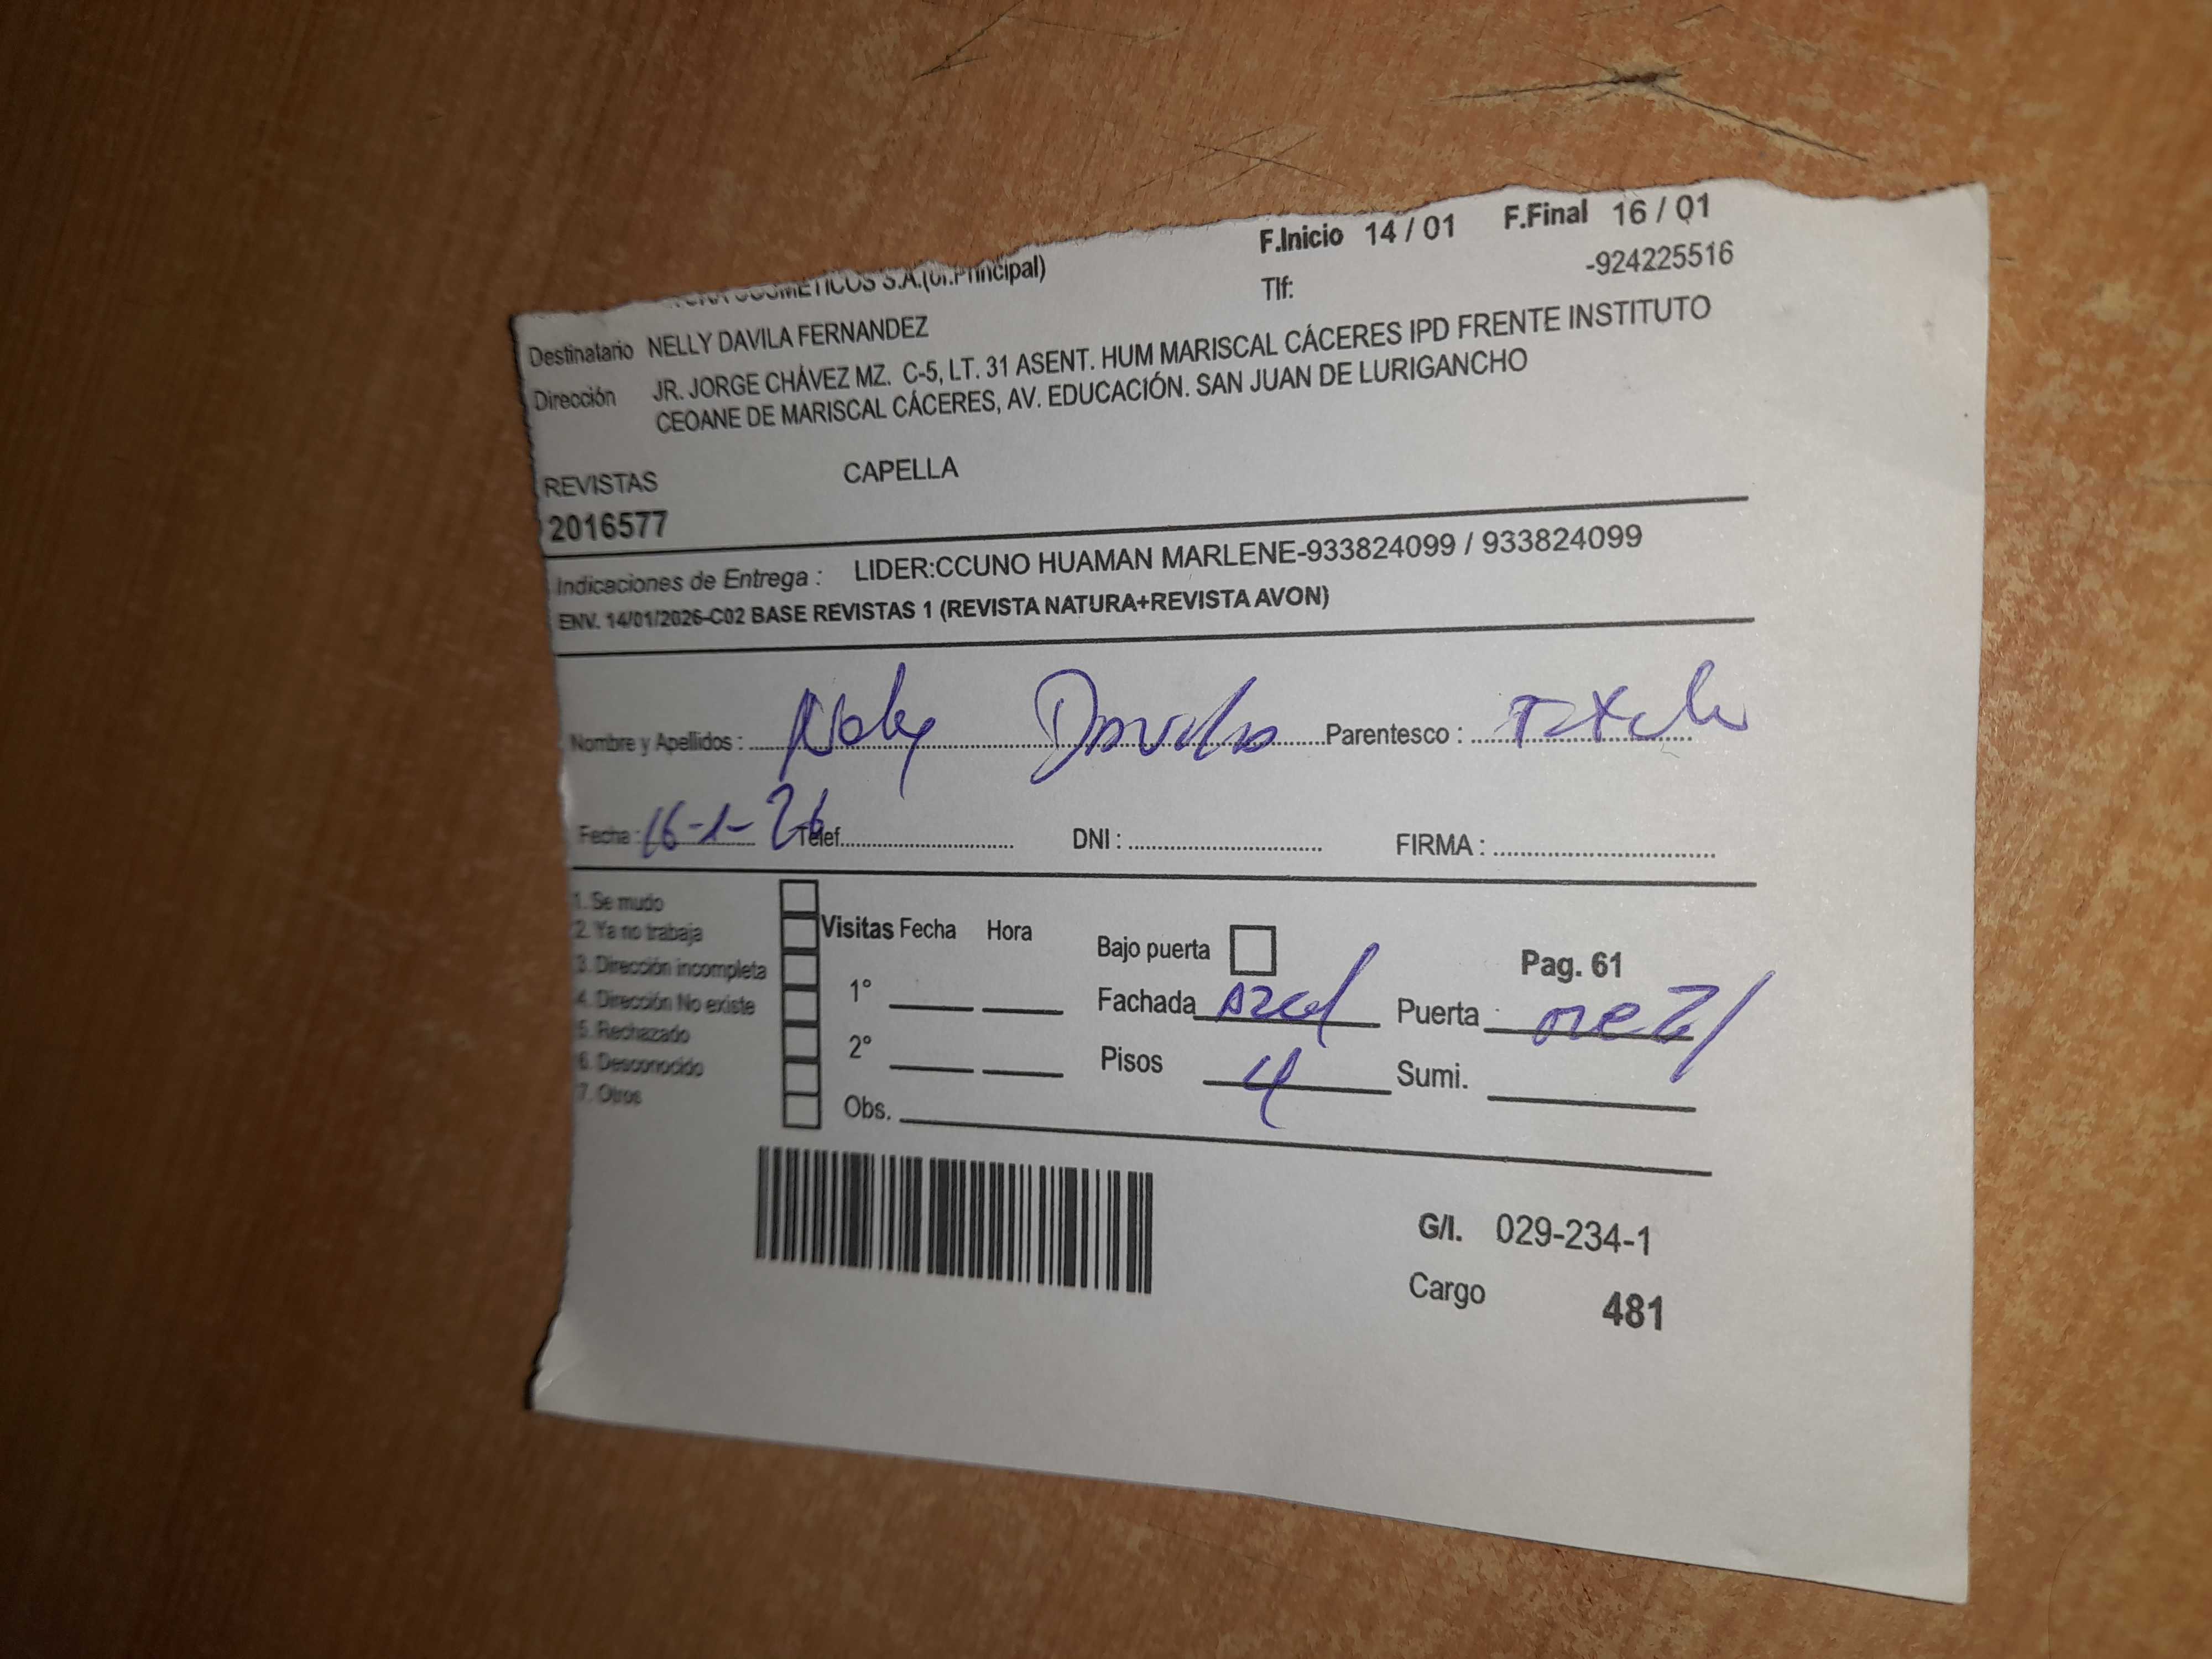 F.Inicio 14 / 01 F.Final 16 / 01
COSMETICOS S.A.(Of.Principal) Tlf: -924225516
Destinatario NELLY DAVILA FERNANDEZ
Dirección JR. JORGE CHÁVEZ MZ. C-5, LT. 31 ASENT. HUM MARISCAL CÁCERES IPD FRENTE INSTITUTO
CEOANE DE MARISCAL CÁCERES, AV. EDUCACIÓN. SAN JUAN DE LURIGANCHO
REVISTAS CAPELLA
2016577
Indicaciones de Entrega : LIDER:CCUNO HUAMAN MARLENE-933824099 / 933824099
ENV. 14/01/2026-C02 BASE REVISTAS 1 (REVISTA NATURA+REVISTA AVON)
Nombre y Apellidos : Nely Davila Parentesco :
Fecha : 16-1-26 Telef. DNI : FIRMA :
1. Se mudo
2. Ya no trabaja
3. Dirección incompleta
4. Dirección No existe
5. Rechazado
6. Desconocido
7. Otros
Visitas Fecha Hora
1°
2°
Obs.
Bajo puerta Pag. 61
Fachada Azul Puerta metal
Pisos 4 Sumi.
G/I. 029-234-1
Cargo 481